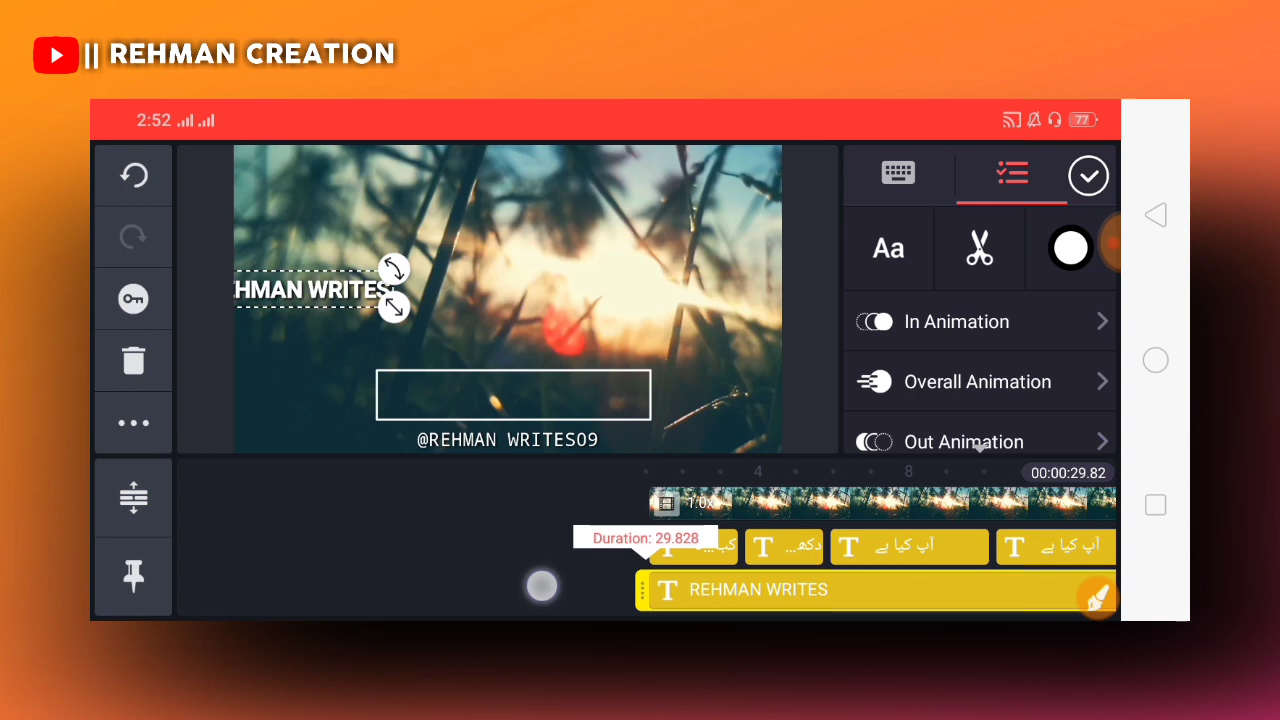 || REHMAN CREATION
2:52
77
Aa
HMAN WRITES
In Animation
Overall Animation
@REHMAN WRITES09
Out Animation
4
8
00:00:29.82
1.0x
Duration: 29.828
کب...
دکھ...
آپ کیا ہے
آپ کیا ہے
REHMAN WRITES